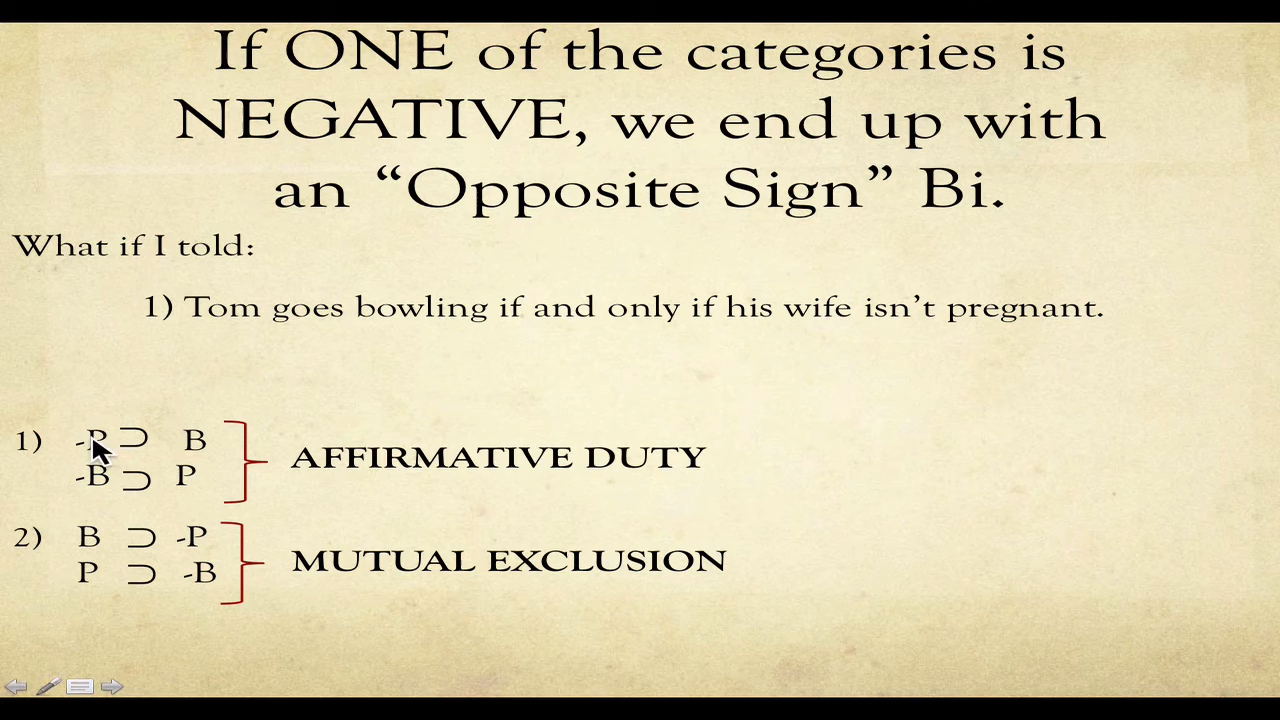 If ONE of the categories is
NEGATIVE, we end up with
an “Opposite Sign” Bi.
What if I told:
1) Tom goes bowling if and only if his wife isn’t pregnant.
1) -P ⊃ B
-B ⊃ P
AFFIRMATIVE DUTY
2) B ⊃ -P
P ⊃ -B
MUTUAL EXCLUSION